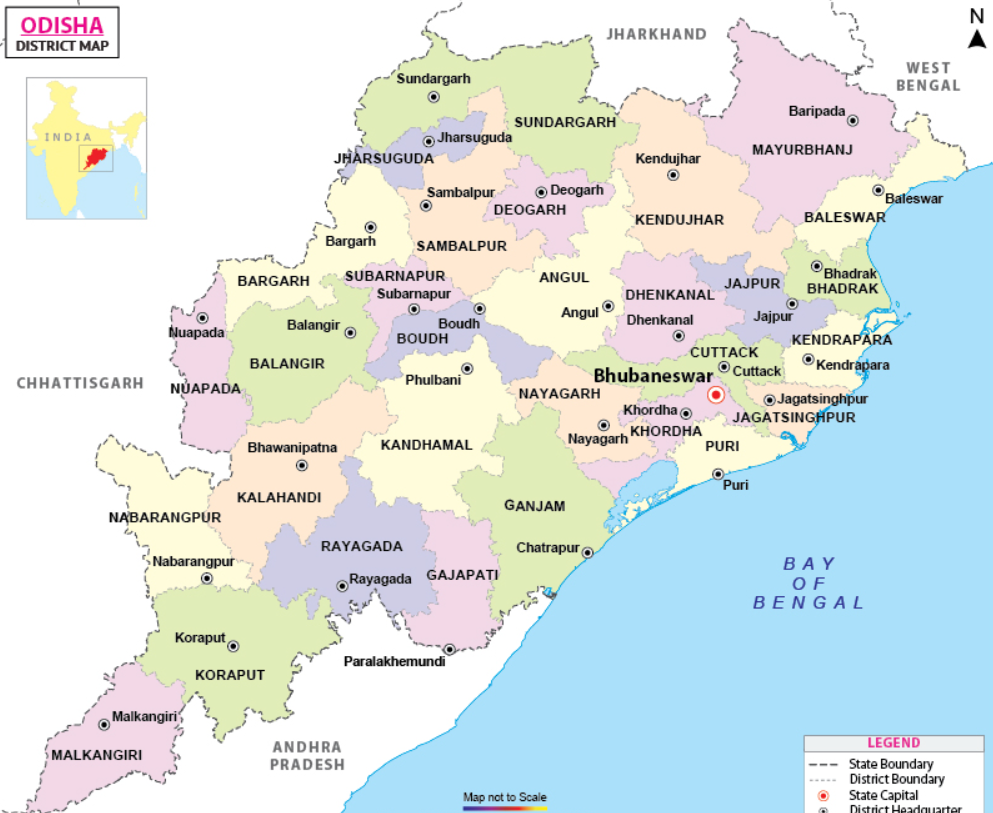 ODISHA
DISTRICT MAP
N
JHARKHAND
WEST
BENGAL
INDIA
Sundargarh
SUNDARGARH
Baripada
MAYURBHANJ
Jharsuguda
JHARSUGUDA
Kendujhar
KENDUJHAR
Sambalpur
SAMBALPUR
Deogarh
DEOGARH
Baleswar
BALESWAR
Bargarh
BARGARH
SUBARNAPUR
Subarnapur
ANGUL
Angul
DHENKANAL
Dhenkanal
JAJPUR
Jajpur
Bhadrak
BHADRAK
Nuapada
NUAPADA
Balangir
BALANGIR
Boudh
BOUDH
KENDRAPARA
Kendrapara
CUTTACK
Cuttack
Bhubaneswar
CHHATTISGARH
Phulbani
KANDHAMAL
NAYAGARH
Nayagarh
Khordha
KHORDHA
Jagatsinghpur
JAGATSINGHPUR
PURI
Puri
Bhawanipatna
KALAHANDI
GANJAM
Chatrapur
NABARANGPUR
Nabarangpur
RAYAGADA
Rayagada
GAJAPATI
BAY
OF
BENGAL
Koraput
KORAPUT
Paralakhemundi
Malkangiri
MALKANGIRI
ANDHRA
PRADESH
Map not to Scale
LEGEND
State Boundary
District Boundary
State Capital
District Headquarter